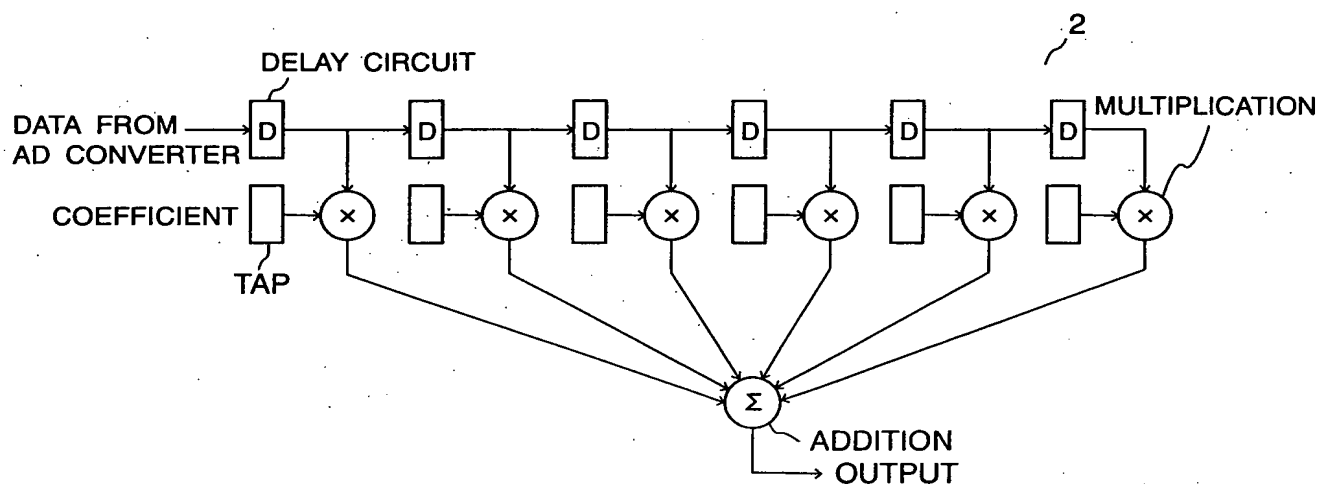 2
DELAY CIRCUIT
MULTIPLICATION
DATA FROM
AD CONVERTER
D D D D D D
COEFFICIENT
× × × × × ×
TAP
Σ
ADDITION
OUTPUT